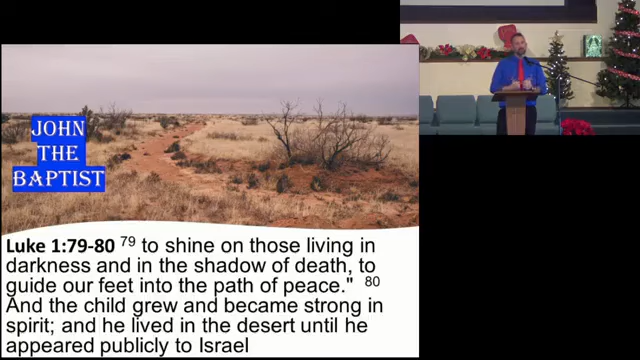 JOHN
THE
BAPTIST
Luke 1:79-80 79 to shine on those living in
darkness and in the shadow of death, to
guide our feet into the path of peace." 80
And the child grew and became strong in
spirit; and he lived in the desert until he
appeared publicly to Israel